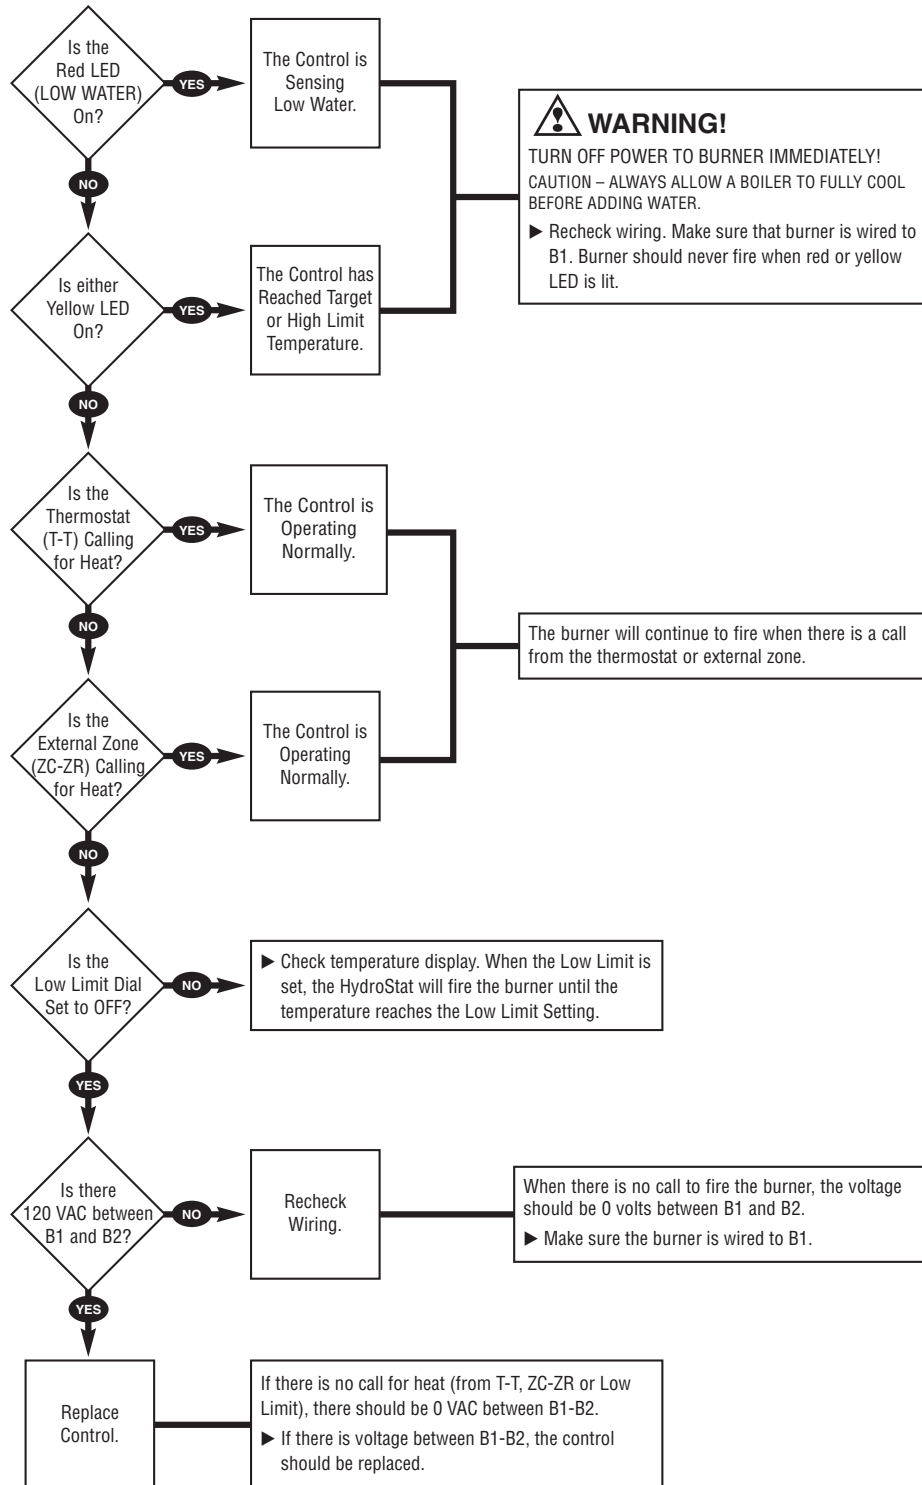 Is the
Red LED
(LOW WATER)
On?
YES
The Control is
Sensing
Low Water.
WARNING!
TURN OFF POWER TO BURNER IMMEDIATELY!
CAUTION – ALWAYS ALLOW A BOILER TO FULLY COOL
BEFORE ADDING WATER.
▶ Recheck wiring. Make sure that burner is wired to
B1. Burner should never fire when red or yellow
LED is lit.
NO
Is either
Yellow LED
On?
YES
The Control has
Reached Target
or High Limit
Temperature.
NO
Is the
Thermostat
(T-T) Calling
for Heat?
YES
The Control is
Operating
Normally.
The burner will continue to fire when there is a call
from the thermostat or external zone.
NO
Is the
External Zone
(ZC-ZR) Calling
for Heat?
YES
The Control is
Operating
Normally.
NO
Is the
Low Limit Dial
Set to OFF?
NO
▶ Check temperature display. When the Low Limit is
set, the HydroStat will fire the burner until the
temperature reaches the Low Limit Setting.
YES
Is there
120 VAC between
B1 and B2?
NO
Recheck
Wiring.
When there is no call to fire the burner, the voltage
should be 0 volts between B1 and B2.
▶ Make sure the burner is wired to B1.
YES
Replace
Control.
If there is no call for heat (from T-T, ZC-ZR or Low
Limit), there should be 0 VAC between B1-B2.
▶ If there is voltage between B1-B2, the control
should be replaced.